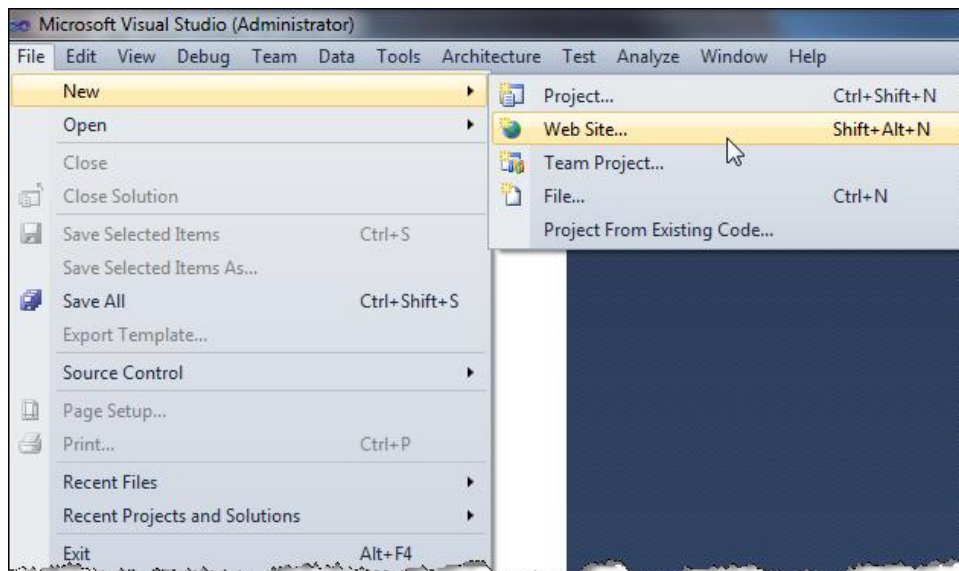 Microsoft Visual Studio (Administrator)
File Edit View Debug Team Data Tools Architecture Test Analyze Window Help
New
Open
Close
Close Solution
Save Selected Items Ctrl+S
Save Selected Items As...
Save All Ctrl+Shift+S
Export Template...
Source Control
Page Setup...
Print... Ctrl+P
Recent Files
Recent Projects and Solutions
Exit Alt+F4
Project... Ctrl+Shift+N
Web Site... Shift+Alt+N
Team Project...
File... Ctrl+N
Project From Existing Code...